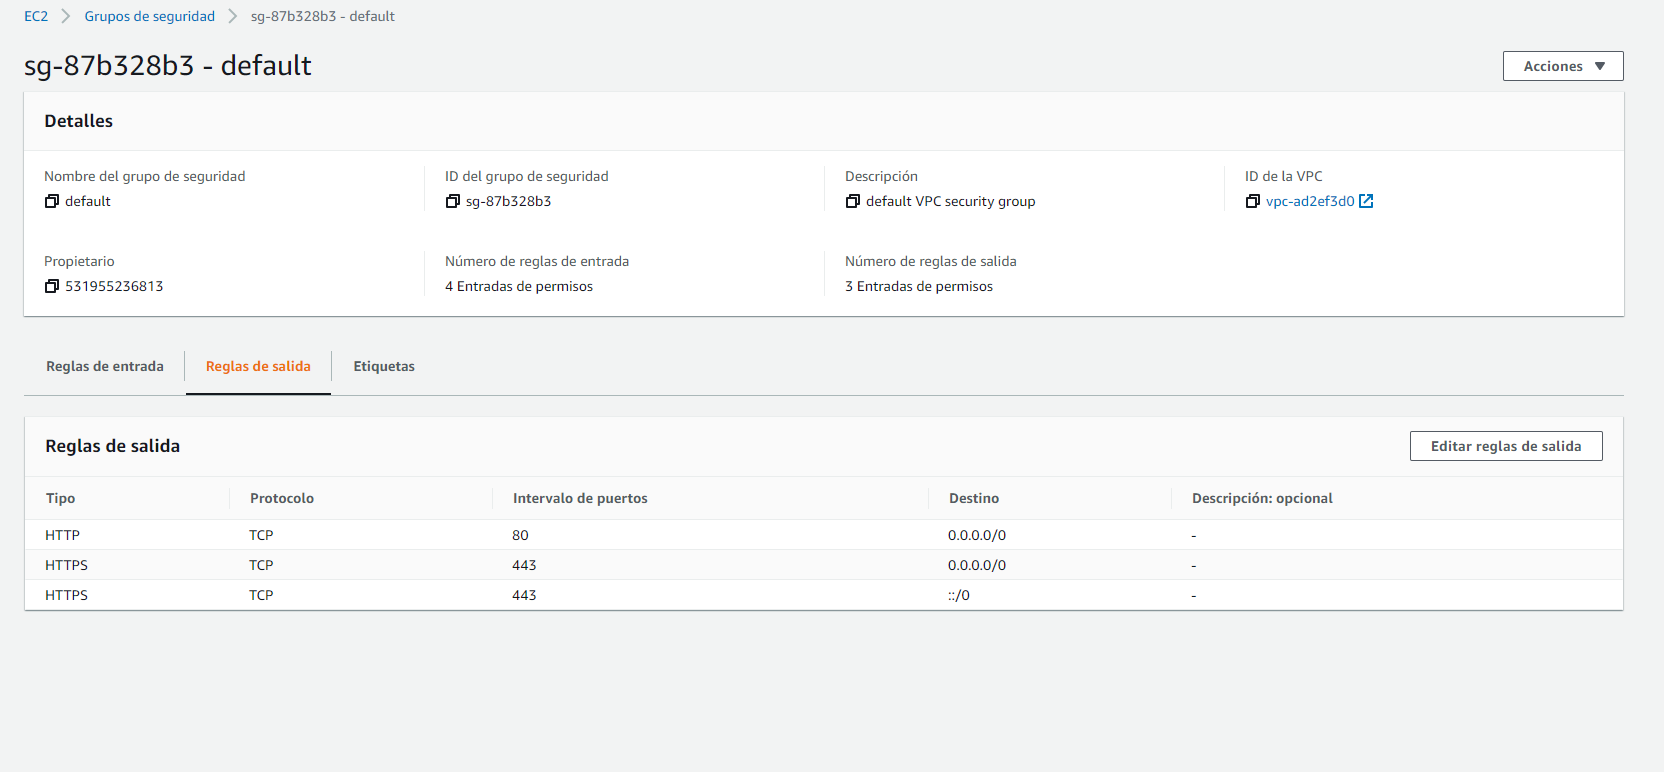 EC2 Grupos de seguridad sg-87b328b3 - default
sg-87b328b3 - default
Acciones
Detalles
Nombre del grupo de seguridad ID del grupo de seguridad Descripción ID de la VPC
default sg-87b328b3 default VPC security group vpc-ad2ef3d0
Propietario Número de reglas de entrada Número de reglas de salida
531955236813 4 Entradas de permisos 3 Entradas de permisos
Reglas de entrada Reglas de salida Etiquetas
Reglas de salida Editar reglas de salida
Tipo Protocolo Intervalo de puertos Destino Descripción: opcional
HTTP TCP 80 0.0.0.0/0 -
HTTPS TCP 443 0.0.0.0/0 -
HTTPS TCP 443 ::/0 -